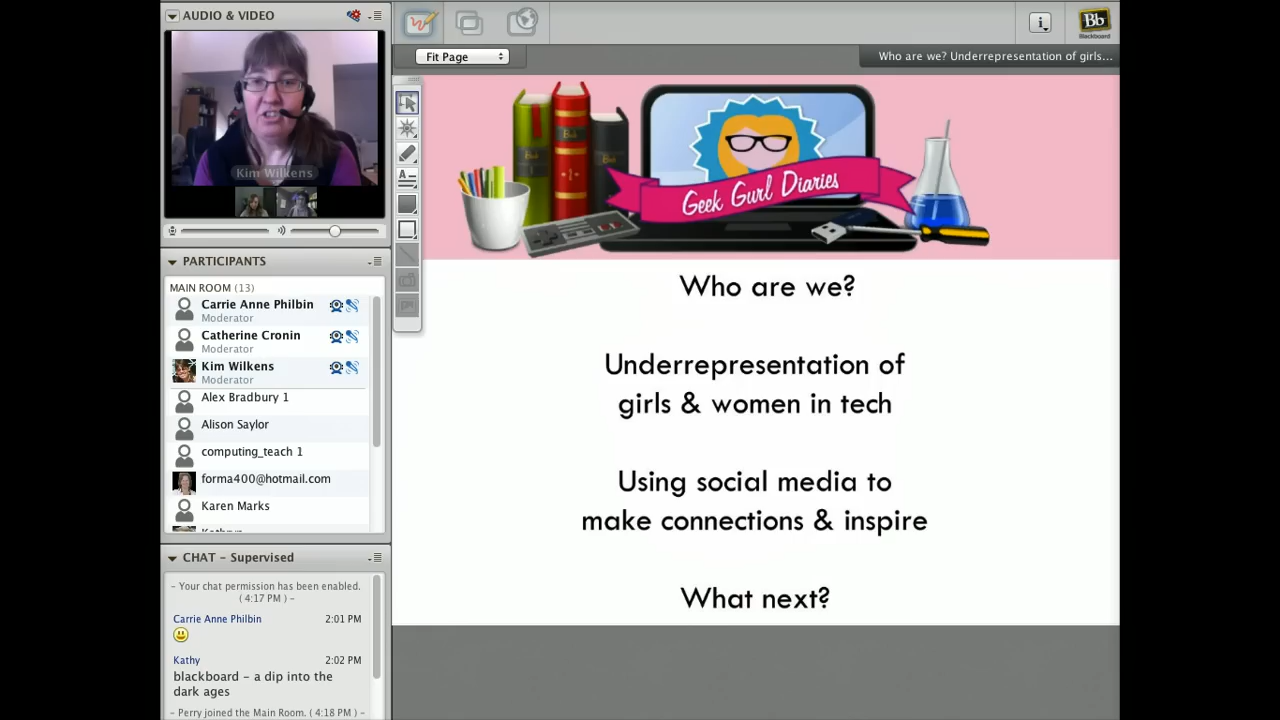 AUDIO & VIDEO
Kim Wilkens
PARTICIPANTS
MAIN ROOM (13)
Carrie Anne Philbin
Moderator
Catherine Cronin
Moderator
Kim Wilkens
Moderator
Alex Bradbury 1
Alison Saylor
computing_teach 1
forma400@hotmail.com
Karen Marks
CHAT – Supervised
– Your chat permission has been enabled.
( 4:17 PM ) –
Carrie Anne Philbin 2:01 PM
Kathy 2:02 PM
blackboard – a dip into the
dark ages
– Perry joined the Main Room. ( 4:18 PM ) –
Fit Page
Bb
Blackboard
Who are we? Underrepresentation of girls...
Geek Gurl Diaries
Who are we?
Underrepresentation of
girls & women in tech
Using social media to
make connections & inspire
What next?